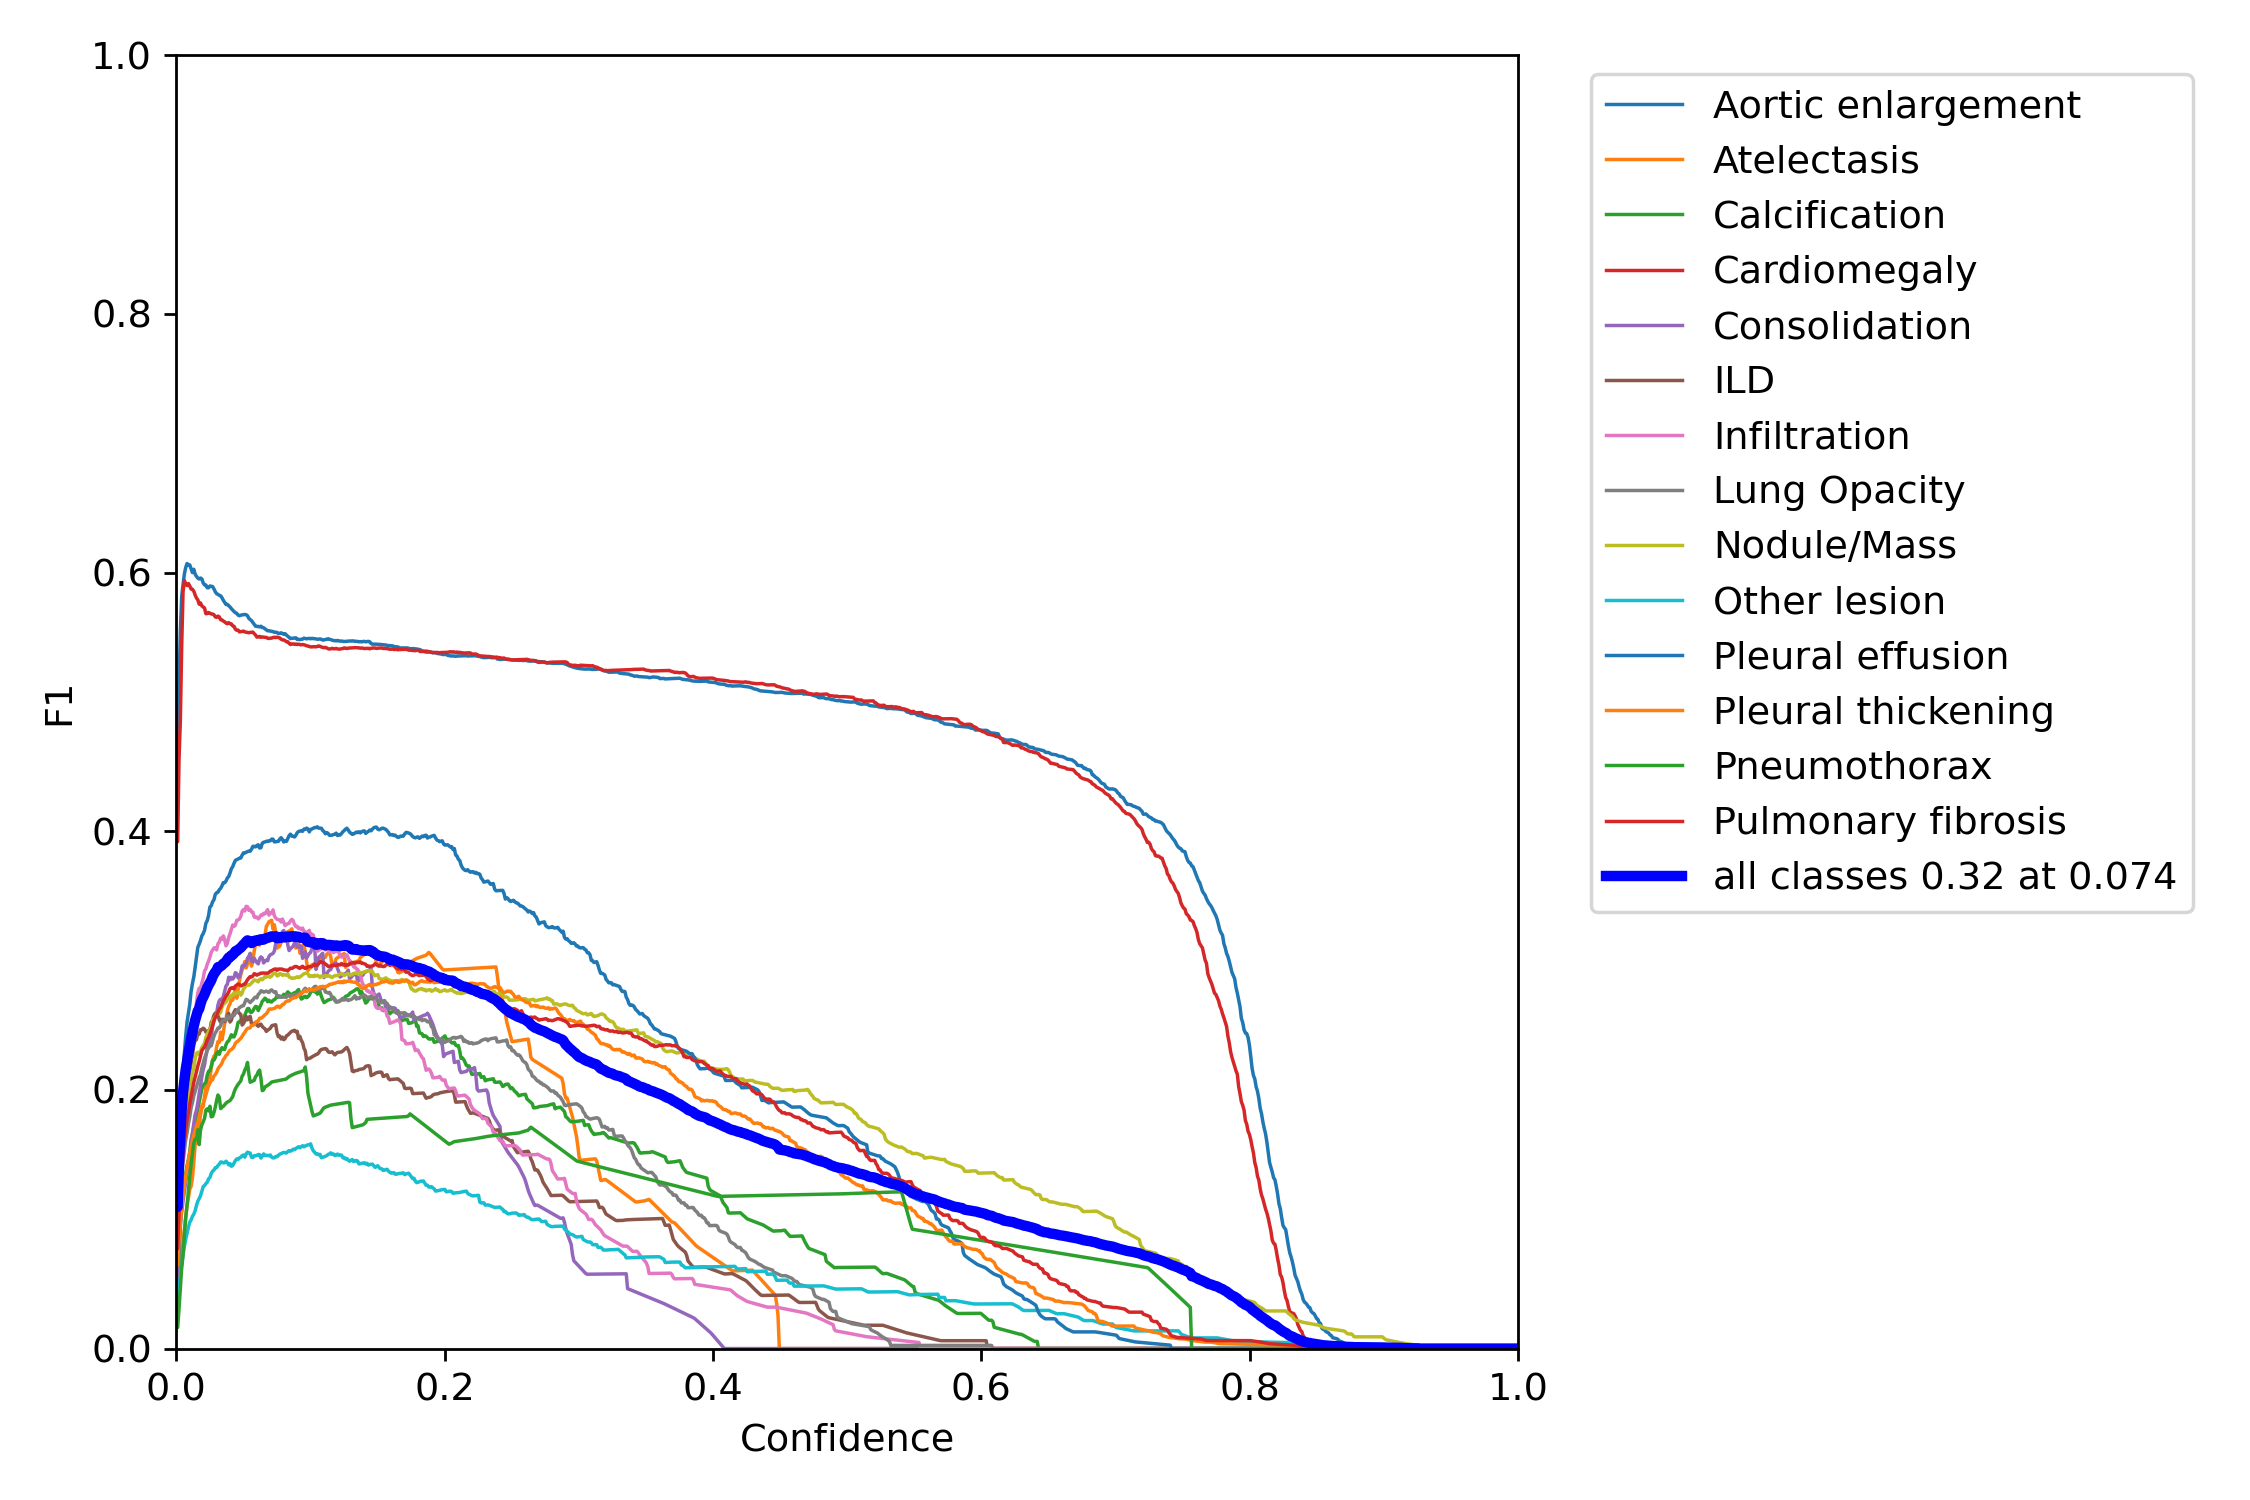 1.0
0.8
0.6
0.4
0.2
0.0
F1
0.0 0.2 0.4 0.6 0.8 1.0
Confidence
Aortic enlargement
Atelectasis
Calcification
Cardiomegaly
Consolidation
ILD
Infiltration
Lung Opacity
Nodule/Mass
Other lesion
Pleural effusion
Pleural thickening
Pneumothorax
Pulmonary fibrosis
all classes 0.32 at 0.074